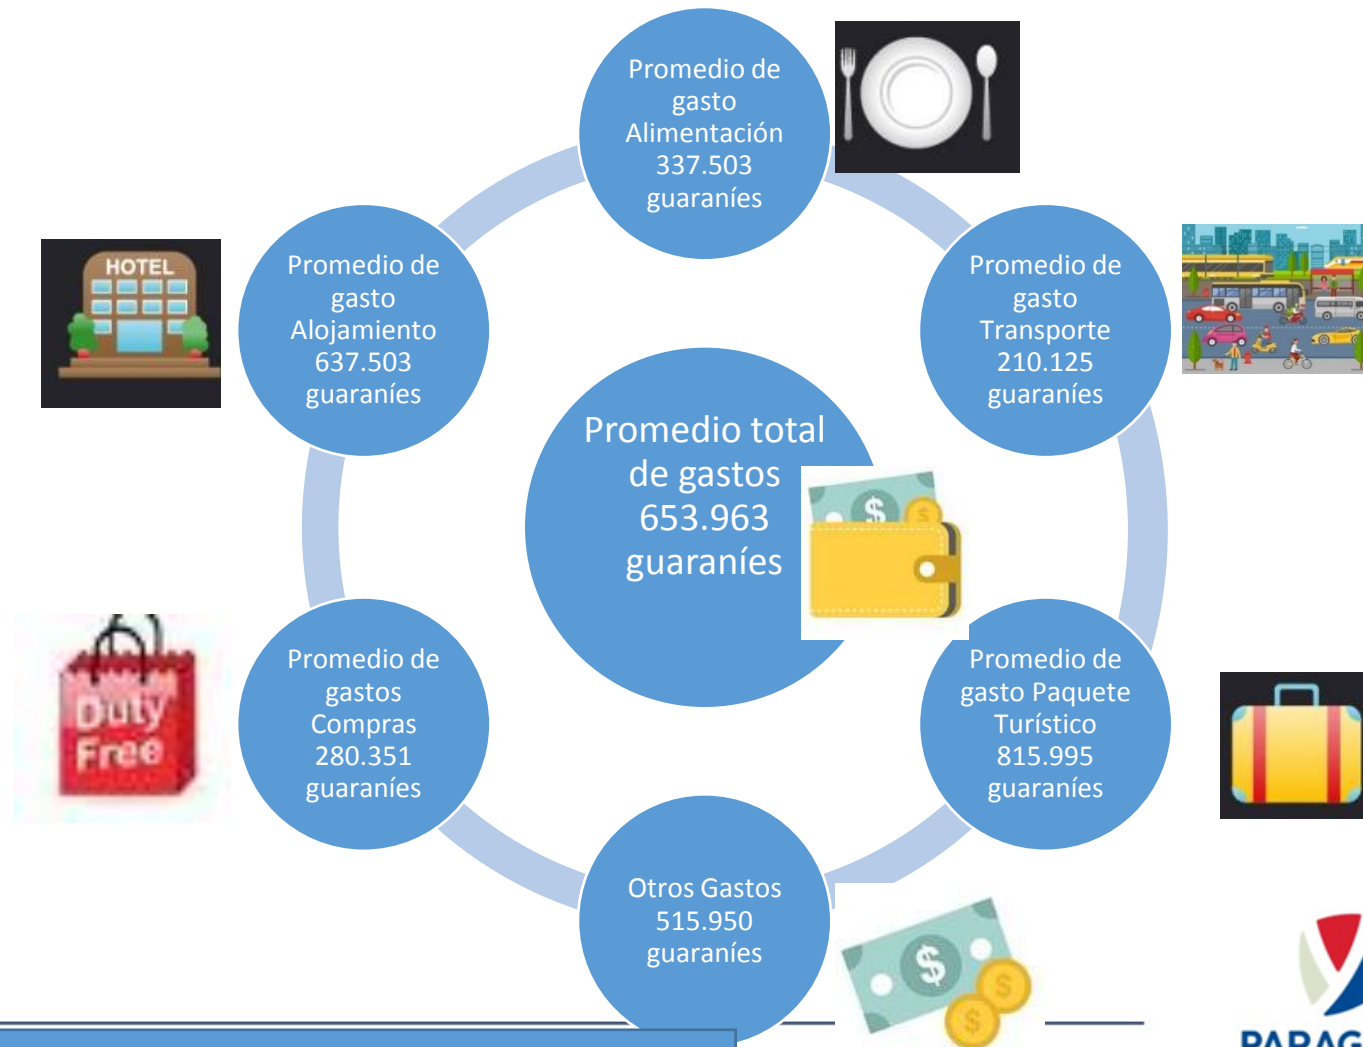 Promedio de
gasto
Alimentación
337.503
guaraníes
HOTEL
Promedio de
gasto
Alojamiento
637.503
guaraníes
Promedio de
gasto
Transporte
210.125
guaraníes
Promedio total
de gastos
653.963
guaraníes
$
$
Duty
Free
Promedio de
gastos
Compras
280.351
guaraníes
Promedio de
gasto Paquete
Turístico
815.995
guaraníes
Otros Gastos
515.950
guaraníes
$
$
$